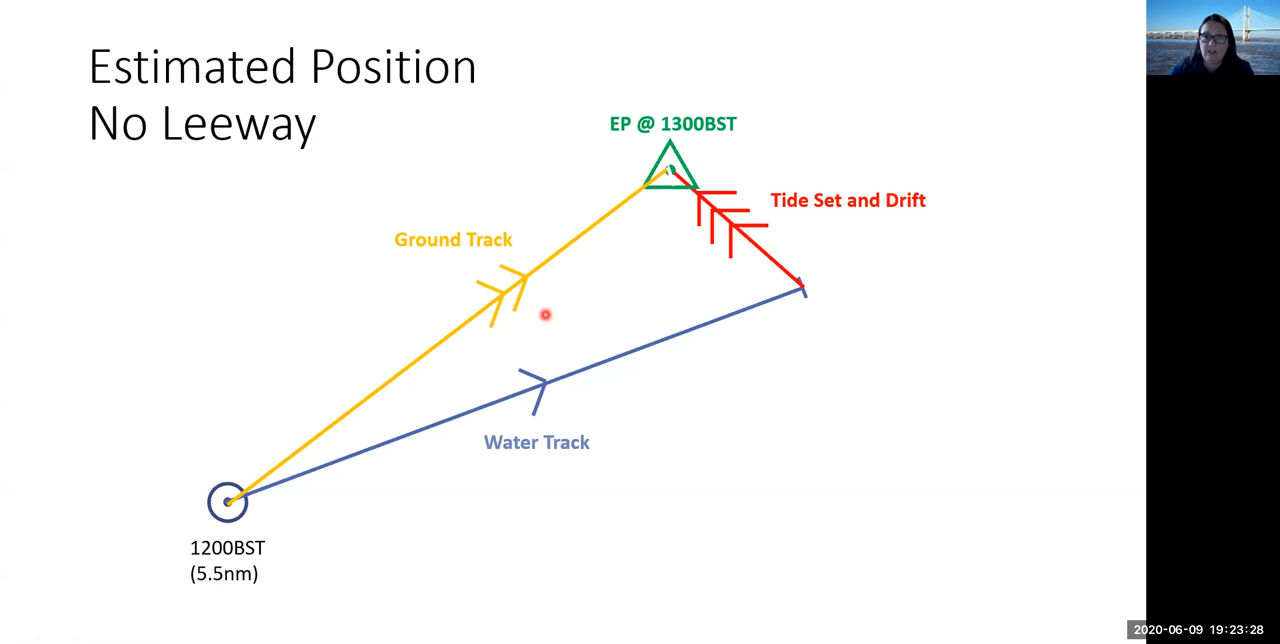 Estimated Position
No Leeway
EP @ 1300BST
Tide Set and Drift
Ground Track
Water Track
1200BST
(5.5nm)
2020-06-09 19:23:28